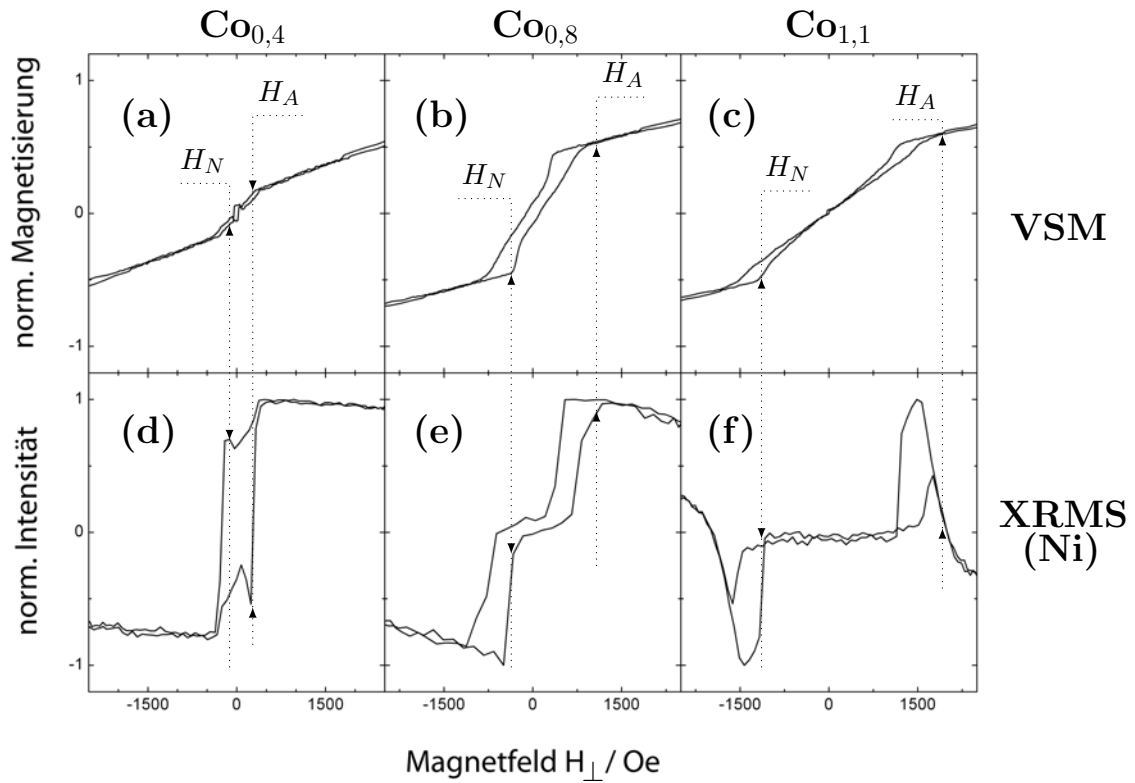 Co0,4 Co0,8 Co1,1
norm. Magnetisierung
1
0
-1
(a) H_A H_N
(b) H_A H_N
(c) H_A H_N
VSM
norm. Intensität
1
0
-1
(d) (e) (f)
XRMS
(Ni)
-1500 0 1500 -1500 0 1500 -1500 0 1500
Magnetfeld H⊥/ Oe